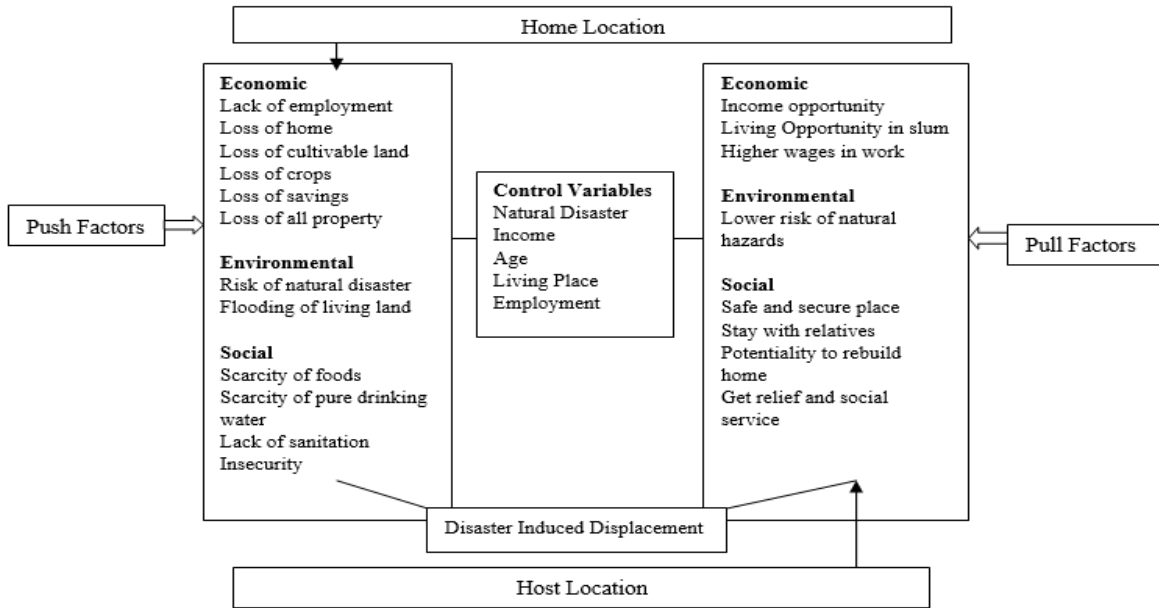 Home Location
Push Factors
Economic
Lack of employment
Loss of home
Loss of cultivable land
Loss of crops
Loss of savings
Loss of all property
Environmental
Risk of natural disaster
Flooding of living land
Social
Scarcity of foods
Scarcity of pure drinking
water
Lack of sanitation
Insecurity
Control Variables
Natural Disaster
Income
Age
Living Place
Employment
Economic
Income opportunity
Living Opportunity in slum
Higher wages in work
Environmental
Lower risk of natural
hazards
Social
Safe and secure place
Stay with relatives
Potentiality to rebuild
home
Get relief and social
service
Pull Factors
Disaster Induced Displacement
Host Location